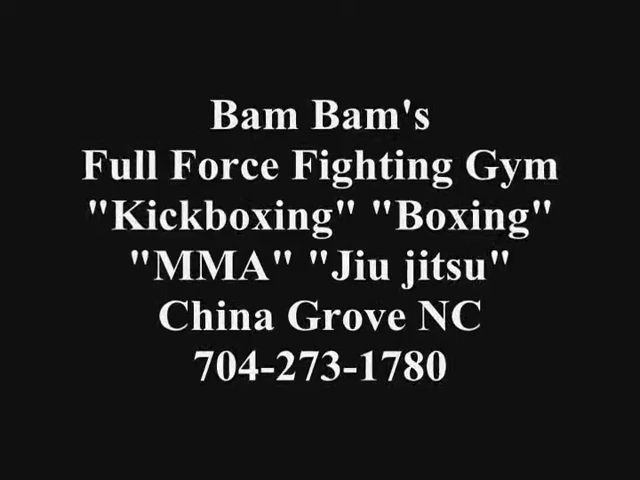 Bam Bam's
Full Force Fighting Gym
"Kickboxing" "Boxing"
"MMA" "Jiu jitsu"
China Grove NC
704-273-1780